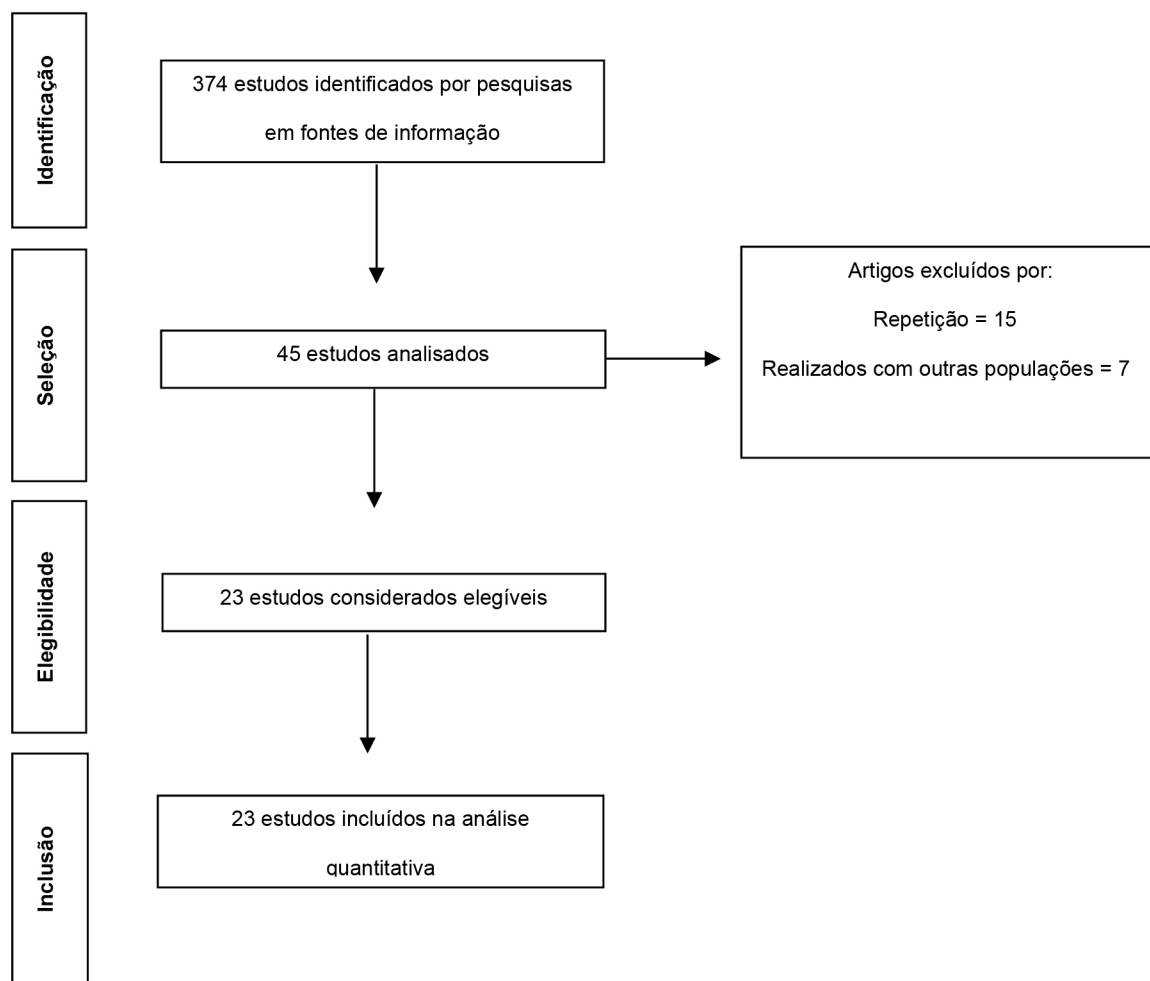 Identificação
374 estudos identificados por pesquisas
em fontes de informação
Seleção
45 estudos analisados
Artigos excluídos por:
Repetição = 15
Realizados com outras populações = 7
Elegibilidade
23 estudos considerados elegíveis
Inclusão
23 estudos incluídos na análise
quantitativa